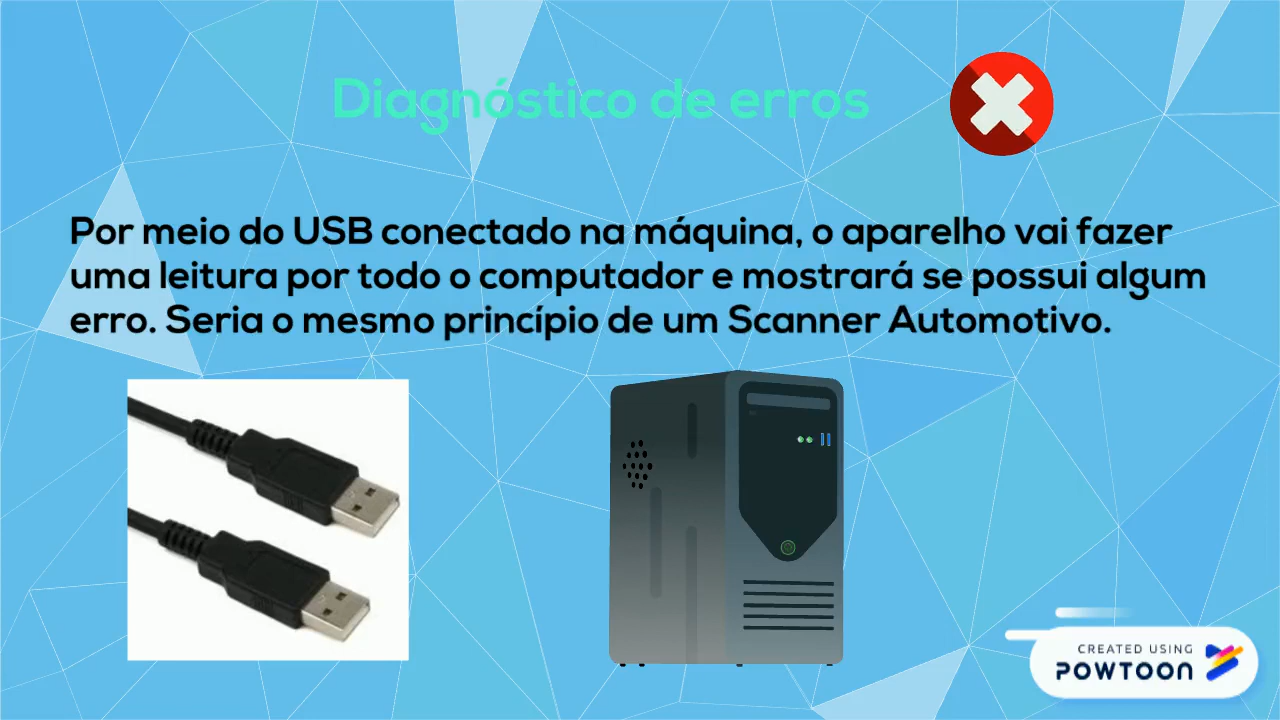 Diagnóstico de erros
Por meio do USB conectado na máquina, o aparelho vai fazer
uma leitura por todo o computador e mostrará se possui algum
erro. Seria o mesmo princípio de um Scanner Automotivo.
CREATED USING
POWTOON